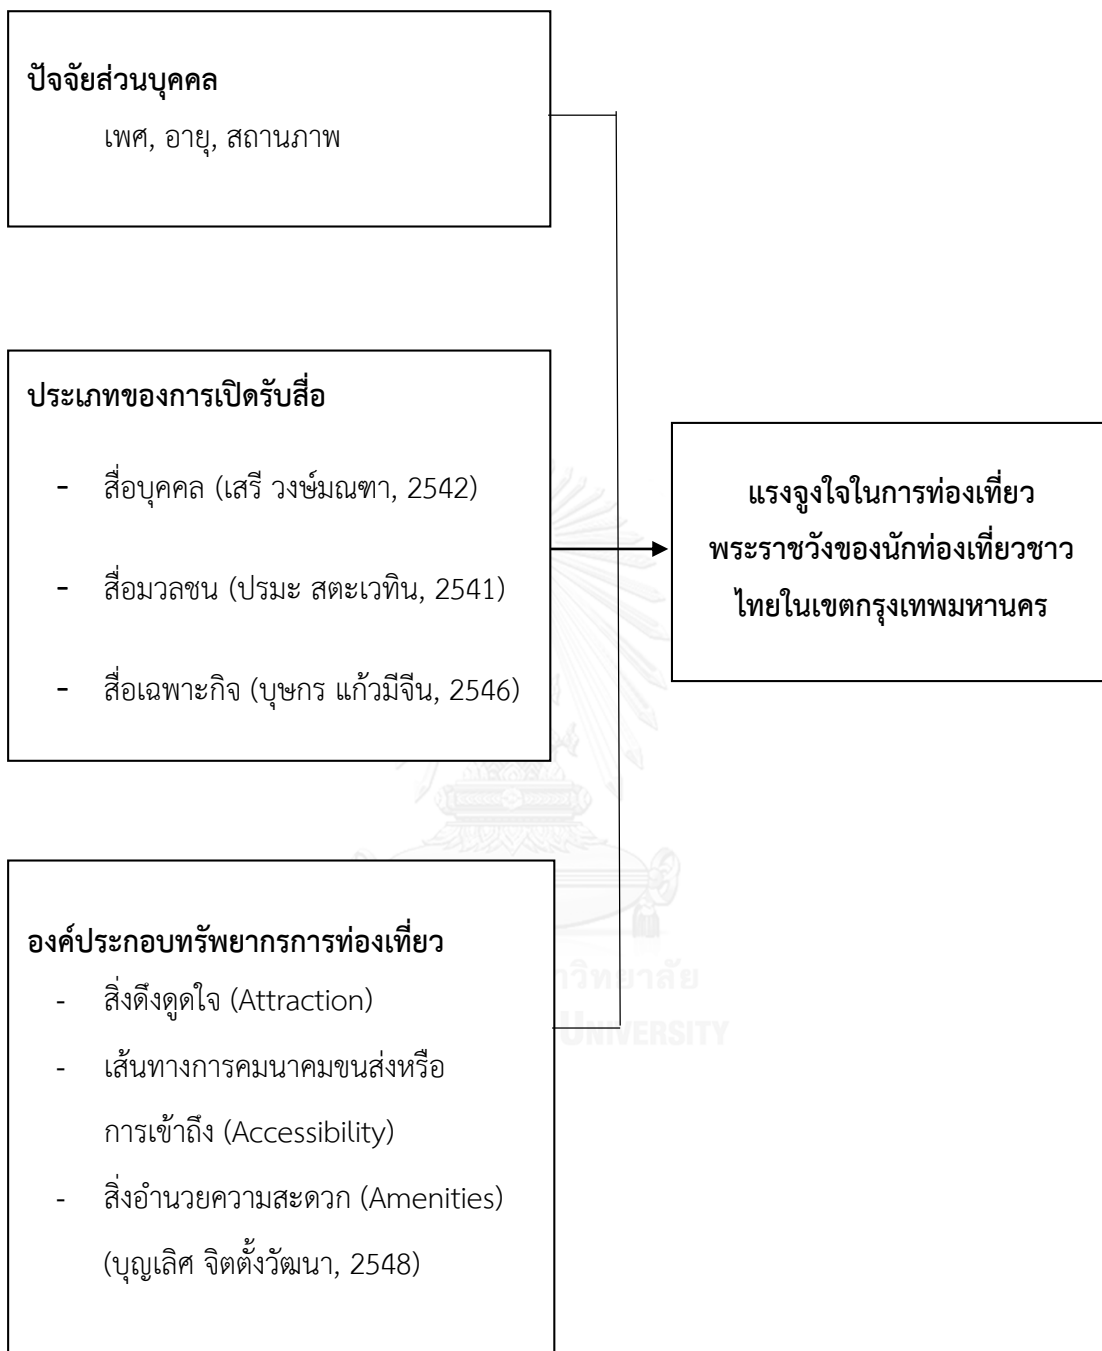 ปัจจัยส่วนบุคคล
เพศ, อายุ, สถานภาพ
ประเภทของการเปิดรับสื่อ
- สื่อบุคคล (เสรี วงษ์มณฑา, 2542)
- สื่อมวลชน (ปรมะ สตะเวทิน, 2541)
- สื่อเฉพาะกิจ (บุษกร แก้วมีจีน, 2546)
แรงจูงใจในการท่องเที่ยว
พระราชวังของนักท่องเที่ยวชาว
ไทยในเขตกรุงเทพมหานคร
องค์ประกอบทรัพยากรการท่องเที่ยว
- สิ่งดึงดูดใจ (Attraction)
- เส้นทางการคมนาคมขนส่งหรือ
การเข้าถึง (Accessibility)
- สิ่งอำนวยความสะดวก (Amenities)
(บุญเลิศ จิตตั้งวัฒนา, 2548)
าวิทยาลัย
UNIVERSITY